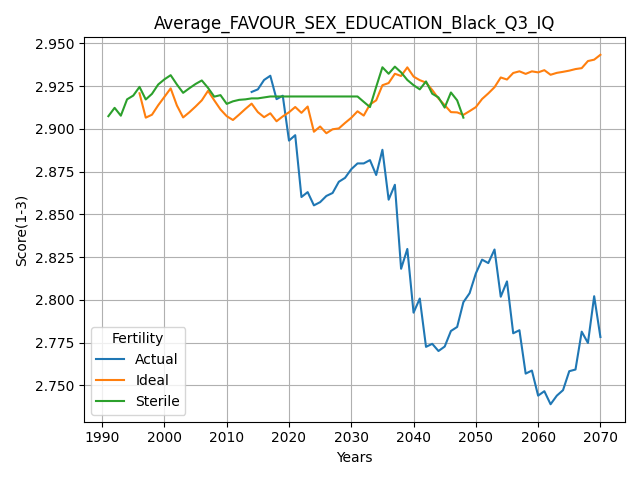 Average_FAVOUR_SEX_EDUCATION_Black_Q3_IQ
Score(1-3)
2.950
2.925
2.900
2.875
2.850
2.825
2.800
2.775
2.750
Fertility
Actual
Ideal
Sterile
1990 2000 2010 2020 2030 2040 2050 2060 2070
Years